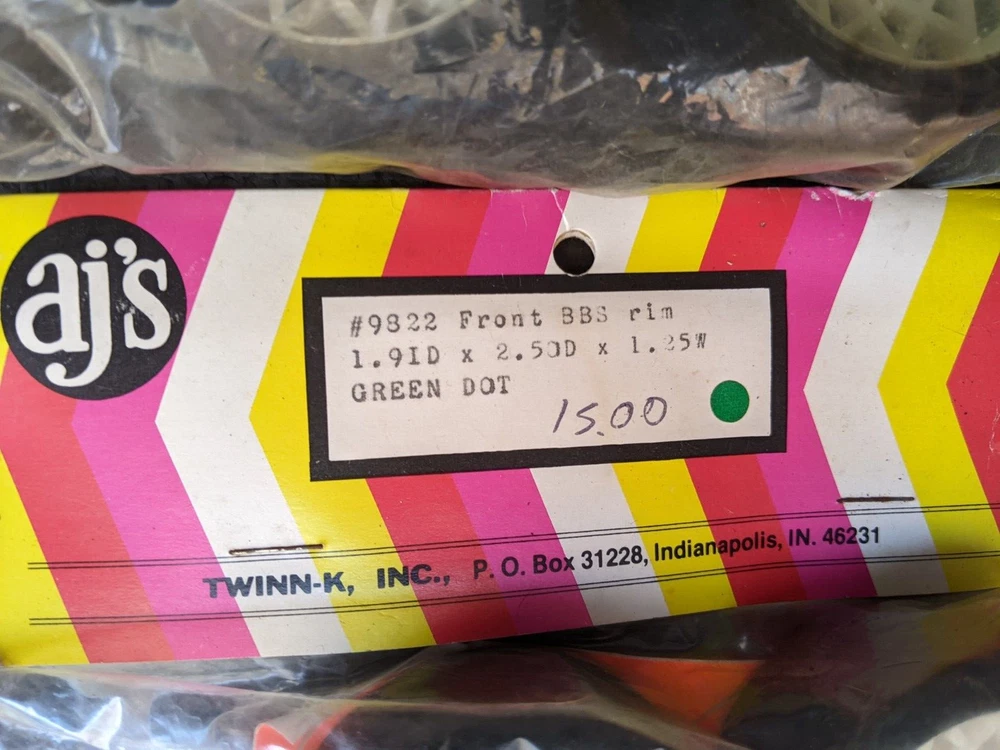 aj's
#9822 Front BBS rim
1.9ID x 2.5OD x 1.25W
GREEN DOT
15.00
TWINN-K, INC., P. O. Box 31228, Indianapolis, IN. 46231